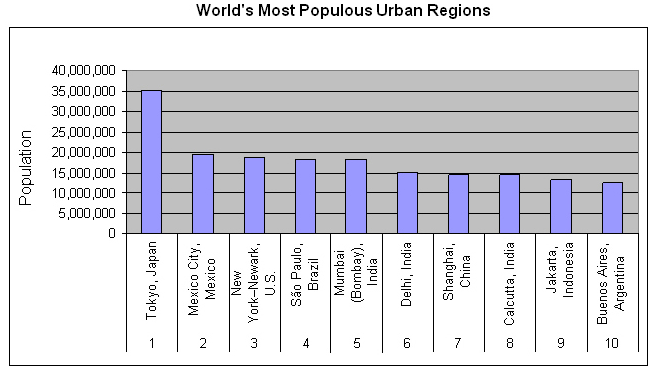 World's Most Populous Urban Regions
Population
40,000,000
35,000,000
30,000,000
25,000,000
20,000,000
15,000,000
10,000,000
5,000,000
0
Tokyo, Japan
Mexico City,
Mexico
New
York–Newark,
U.S.
São Paulo,
Brazil
Mumbai
(Bombay),
India
Delhi, India
Shanghai,
China
Calcutta, India
Jakarta,
Indonesia
Buenos Aires,
Argentina
1 2 3 4 5 6 7 8 9 10